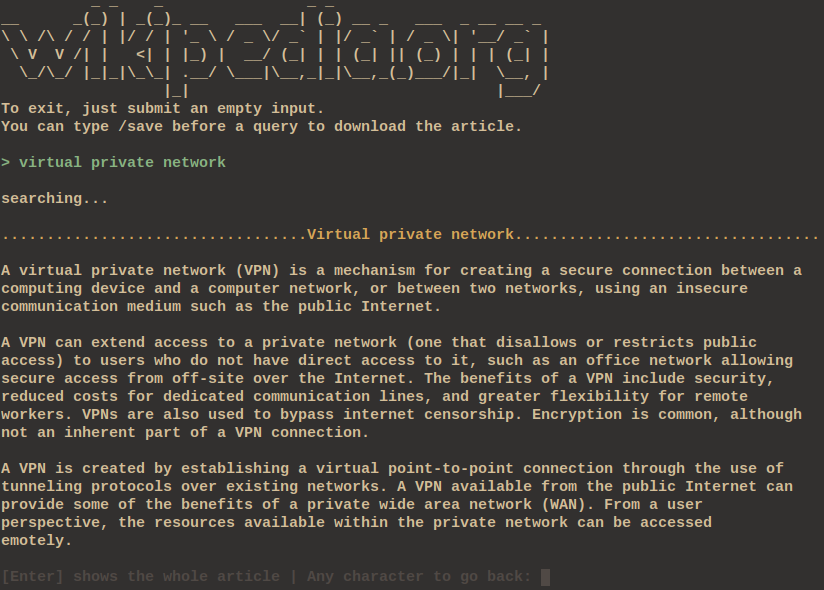 wikipedia.org
To exit, just submit an empty input.
You can type /save before a query to download the article.
> virtual private network
searching...
..................................Virtual private network..................................
A virtual private network (VPN) is a mechanism for creating a secure connection between a
computing device and a computer network, or between two networks, using an insecure
communication medium such as the public Internet.
A VPN can extend access to a private network (one that disallows or restricts public
access) to users who do not have direct access to it, such as an office network allowing
secure access from off-site over the Internet. The benefits of a VPN include security,
reduced costs for dedicated communication lines, and greater flexibility for remote
workers. VPNs are also used to bypass internet censorship. Encryption is common, although
not an inherent part of a VPN connection.
A VPN is created by establishing a virtual point-to-point connection through the use of
tunneling protocols over existing networks. A VPN available from the public Internet can
provide some of the benefits of a private wide area network (WAN). From a user
perspective, the resources available within the private network can be accessed
emotely.
[Enter] shows the whole article | Any character to go back: